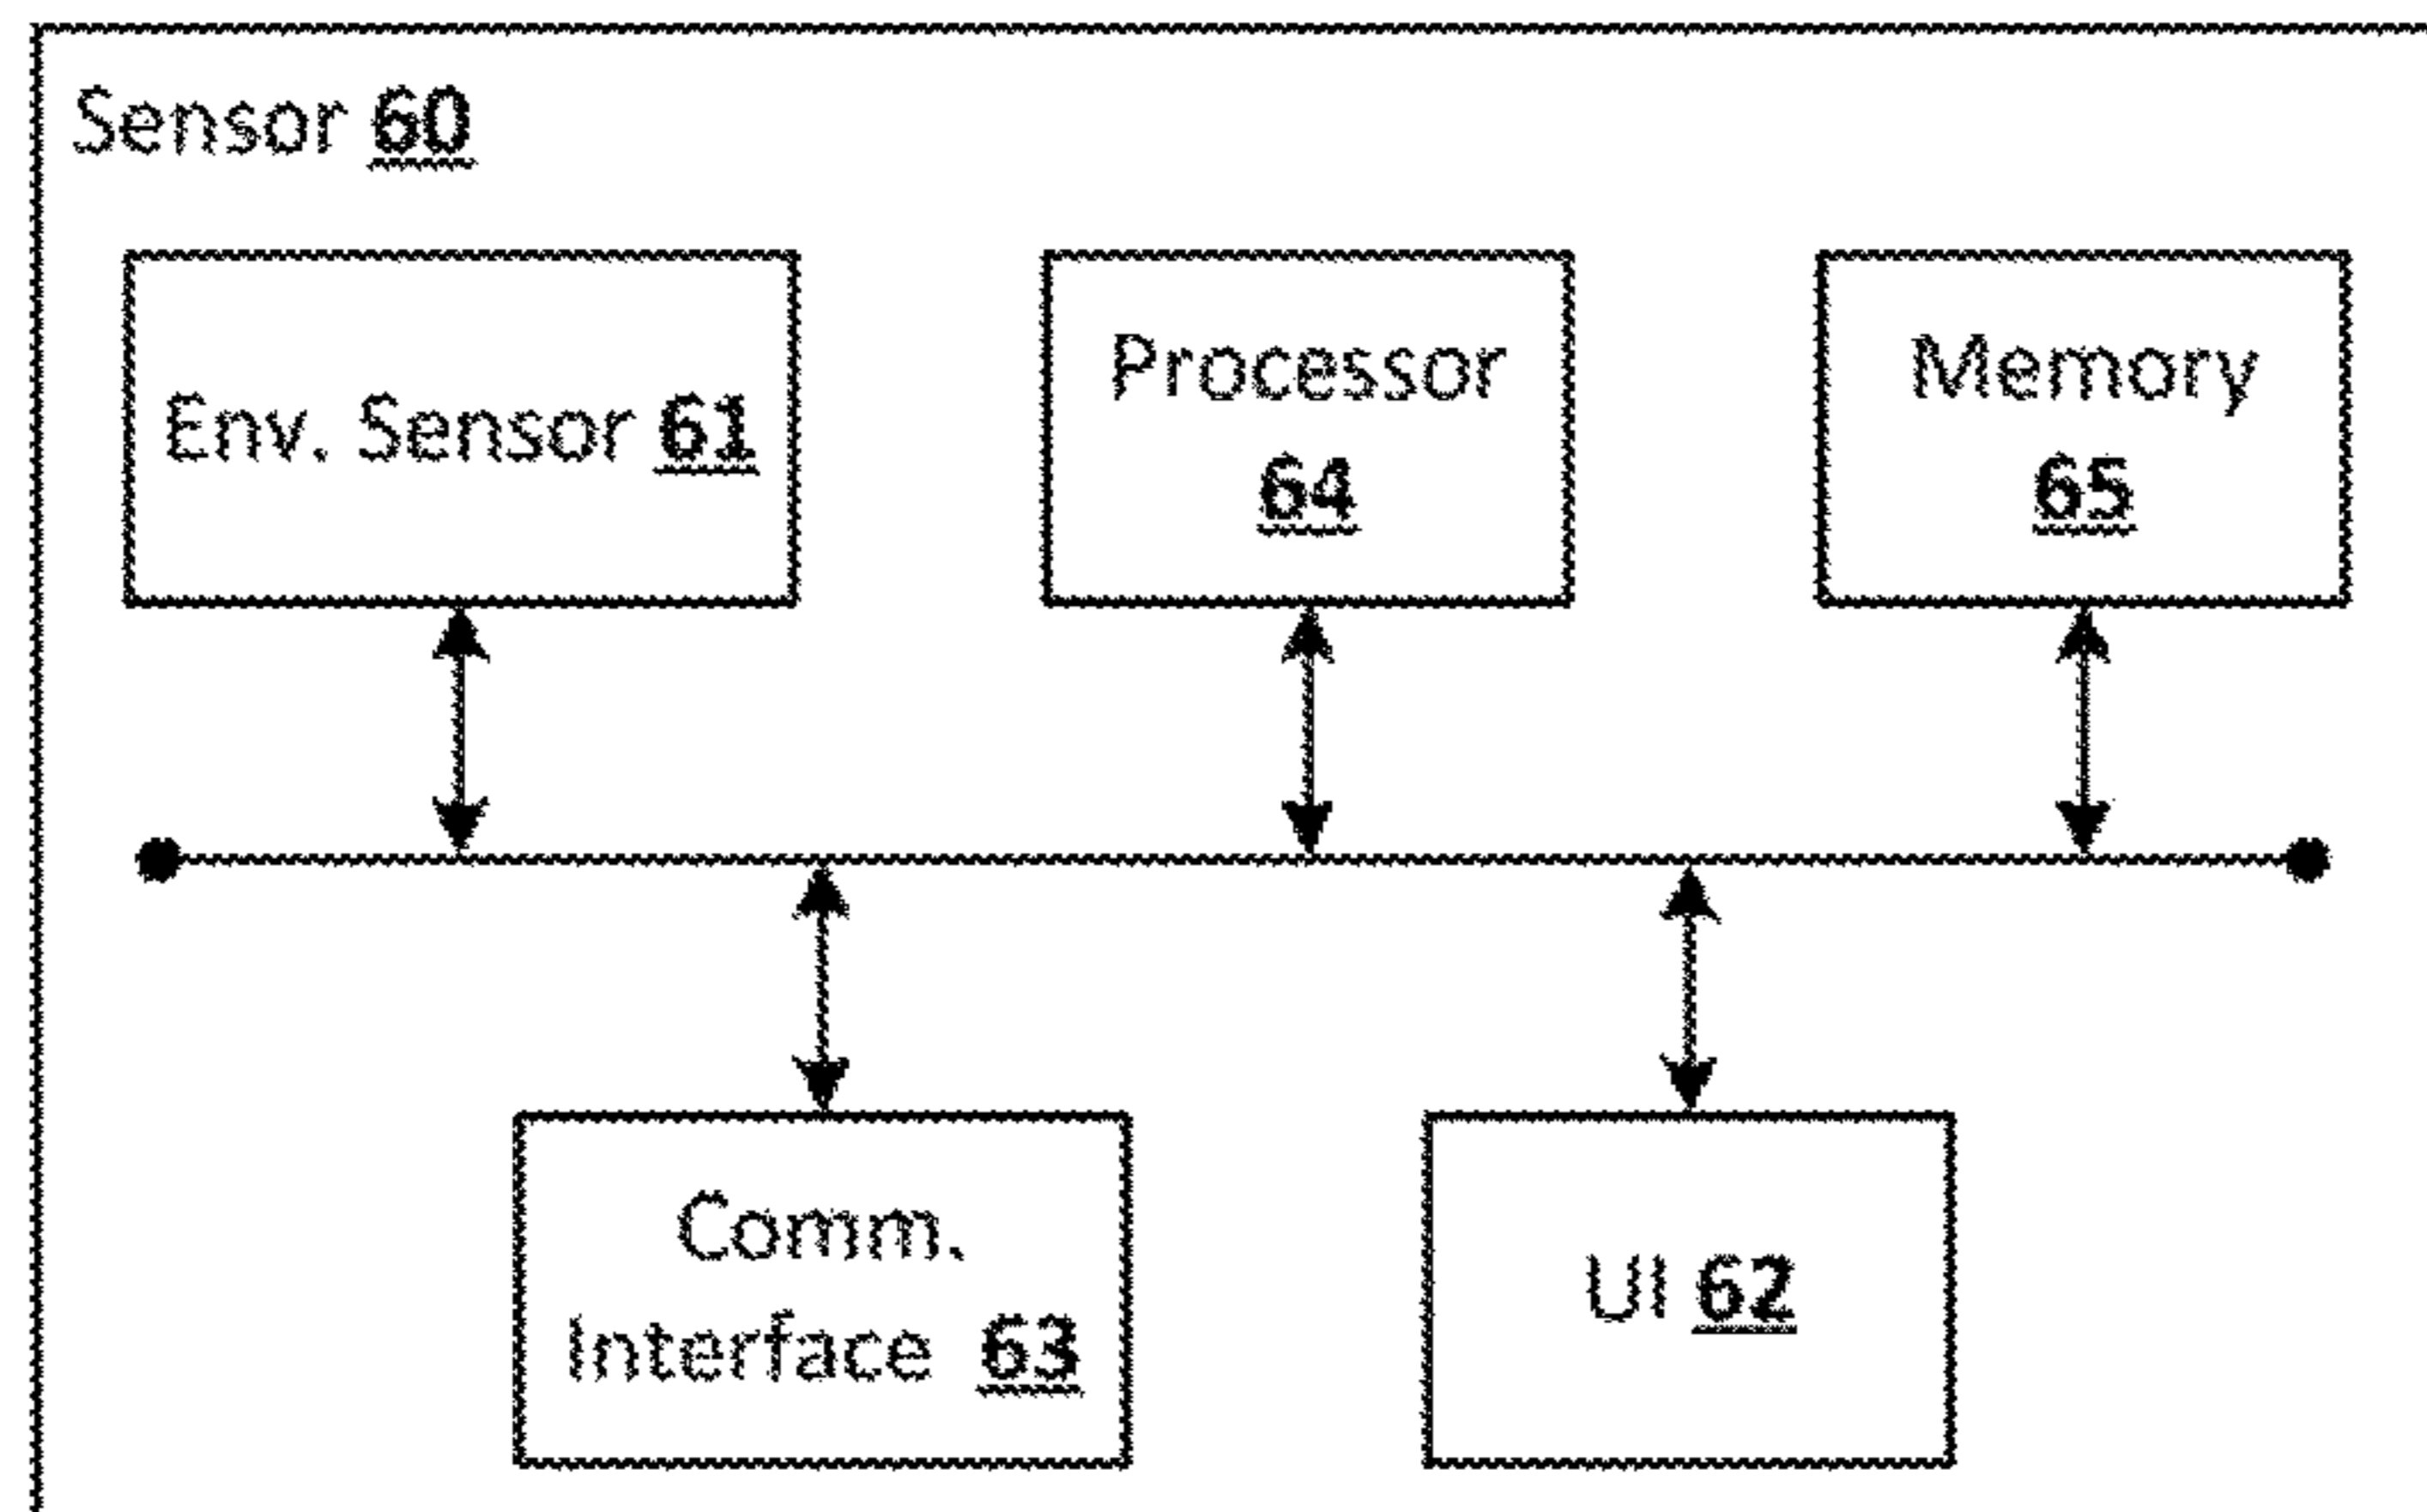 Sensor 60
Env. Sensor 61
Processor
64
Memory
65
Comm.
Interface 63
UI 62